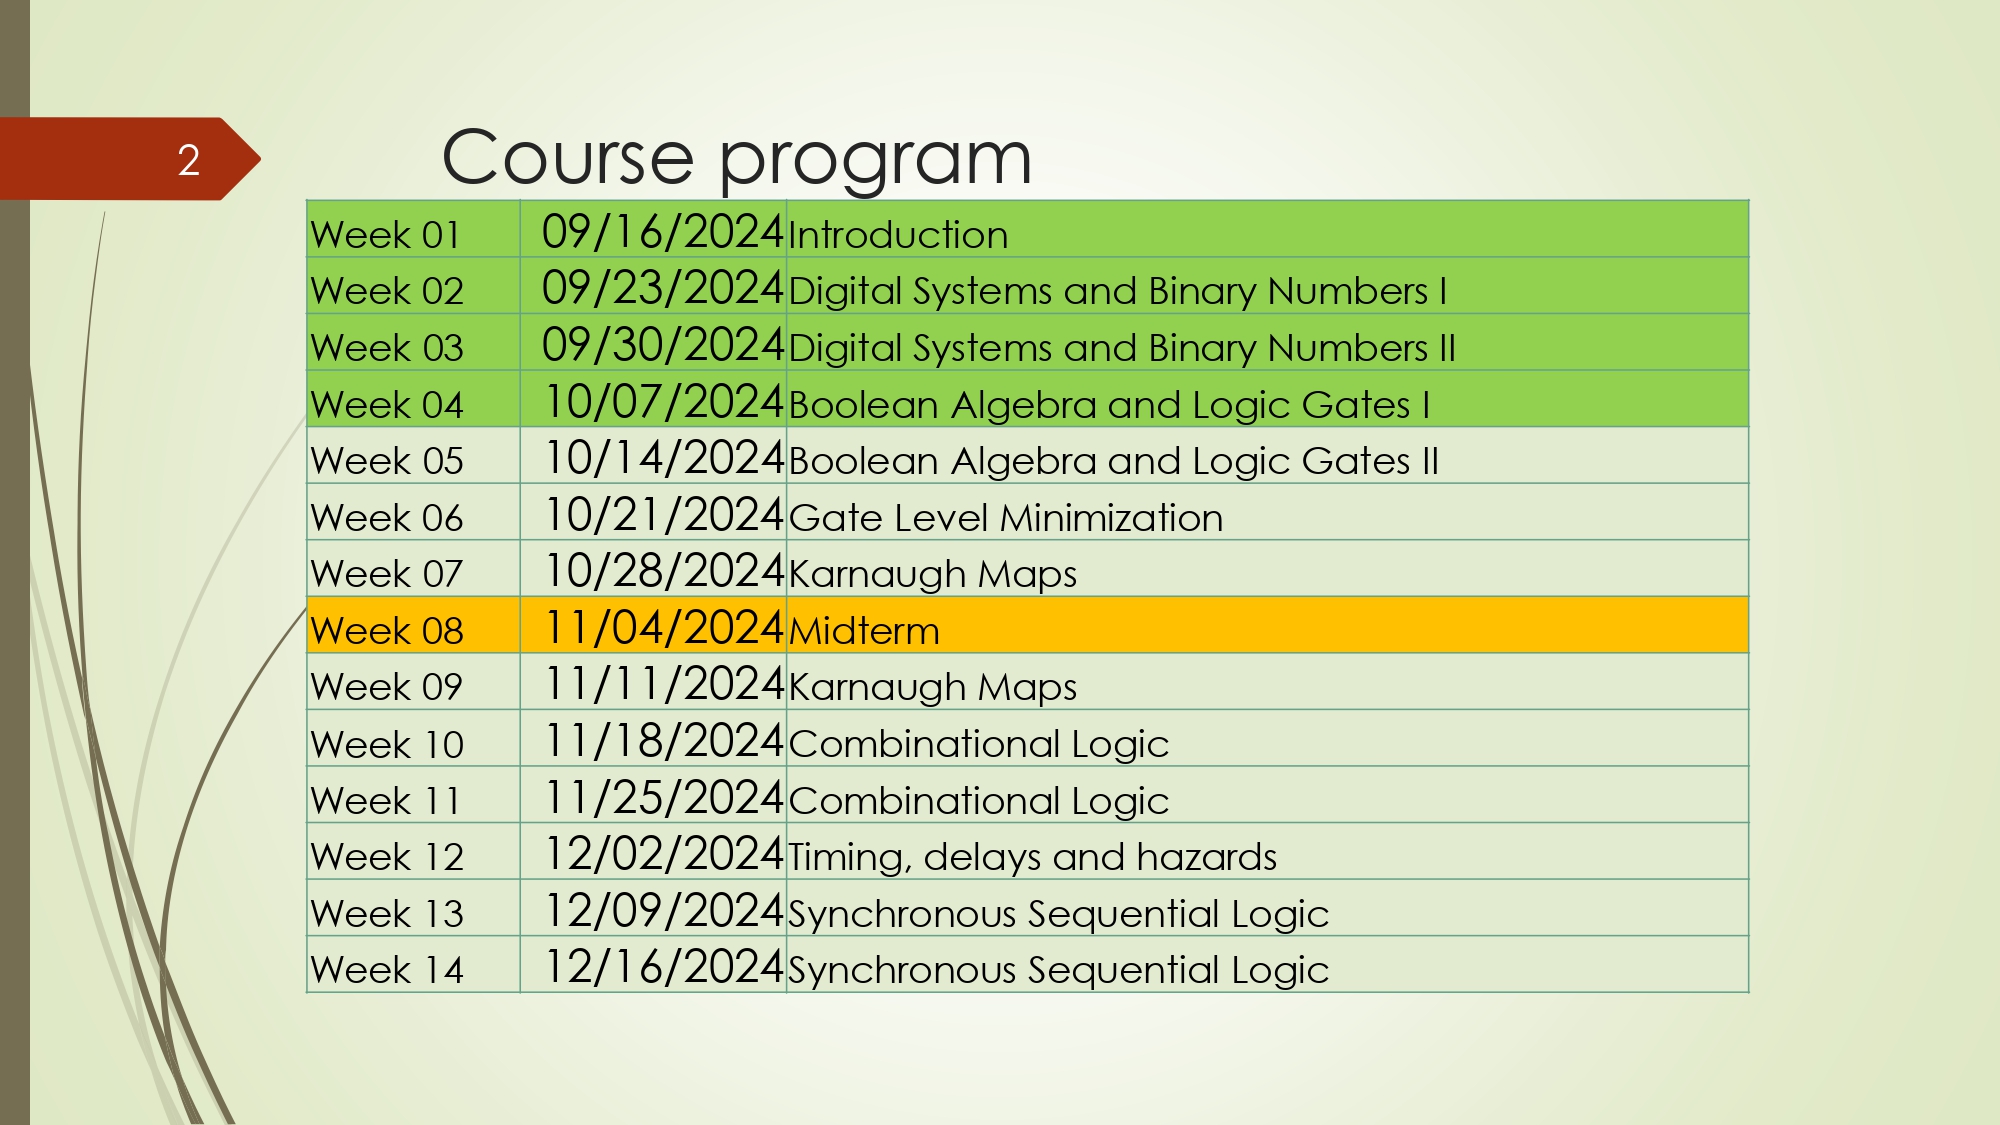 2
Course program
Week 01 09/16/2024 Introduction
Week 02 09/23/2024 Digital Systems and Binary Numbers I
Week 03 09/30/2024 Digital Systems and Binary Numbers II
Week 04 10/07/2024 Boolean Algebra and Logic Gates I
Week 05 10/14/2024 Boolean Algebra and Logic Gates II
Week 06 10/21/2024 Gate Level Minimization
Week 07 10/28/2024 Karnaugh Maps
Week 08 11/04/2024 Midterm
Week 09 11/11/2024 Karnaugh Maps
Week 10 11/18/2024 Combinational Logic
Week 11 11/25/2024 Combinational Logic
Week 12 12/02/2024 Timing, delays and hazards
Week 13 12/09/2024 Synchronous Sequential Logic
Week 14 12/16/2024 Synchronous Sequential Logic